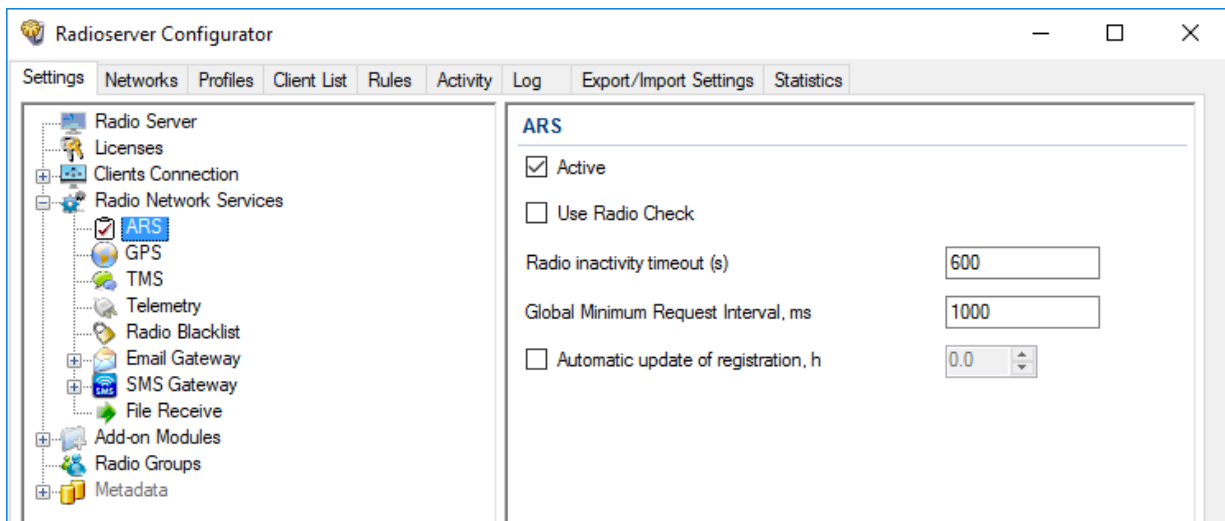 Radioserver Configurator
Settings Networks Profiles Client List Rules Activity Log Export/Import Settings Statistics
Radio Server
Licenses
Clients Connection
Radio Network Services
ARS
GPS
TMS
Telemetry
Radio Blacklist
Email Gateway
SMS Gateway
File Receive
Add-on Modules
Radio Groups
Metadata
ARS
Active
Use Radio Check
Radio inactivity timeout (s) 600
Global Minimum Request Interval, ms 1000
Automatic update of registration, h 0.0